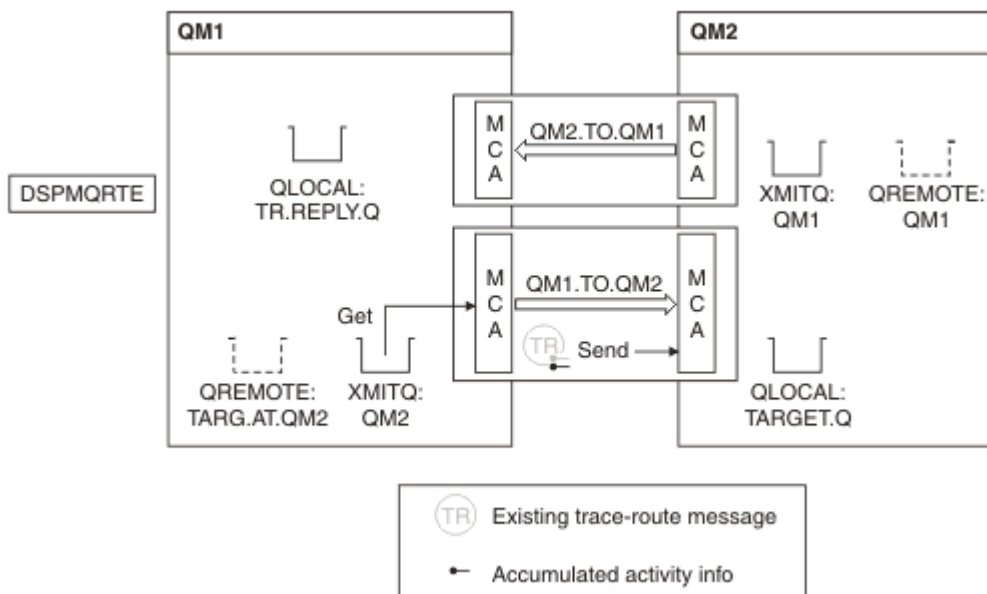 QM1
QM2
M
C
A
QM2.TO.QM1
M
C
A
DSPMQRTE
QLOCAL:
TR.REPLY.Q
XMITQ:
QM1
QREMOTE:
QM1
M
C
A
QM1.TO.QM2
M
C
A
Get
TR
Send
QREMOTE:
TARG.AT.QM2
XMITQ:
QM2
QLOCAL:
TARGET.Q
TR Existing trace-route message
Accumulated activity info